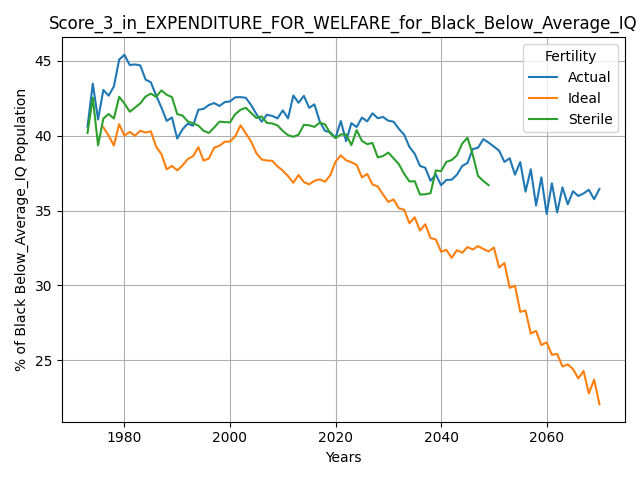 Score_3_in_EXPENDITURE_FOR_WELFARE_for_Black_Below_Average_IQ
% of Black Below_Average_IQ Population
45
40
35
30
25
Fertility
Actual
Ideal
Sterile
1980
2000
2020
2040
2060
Years